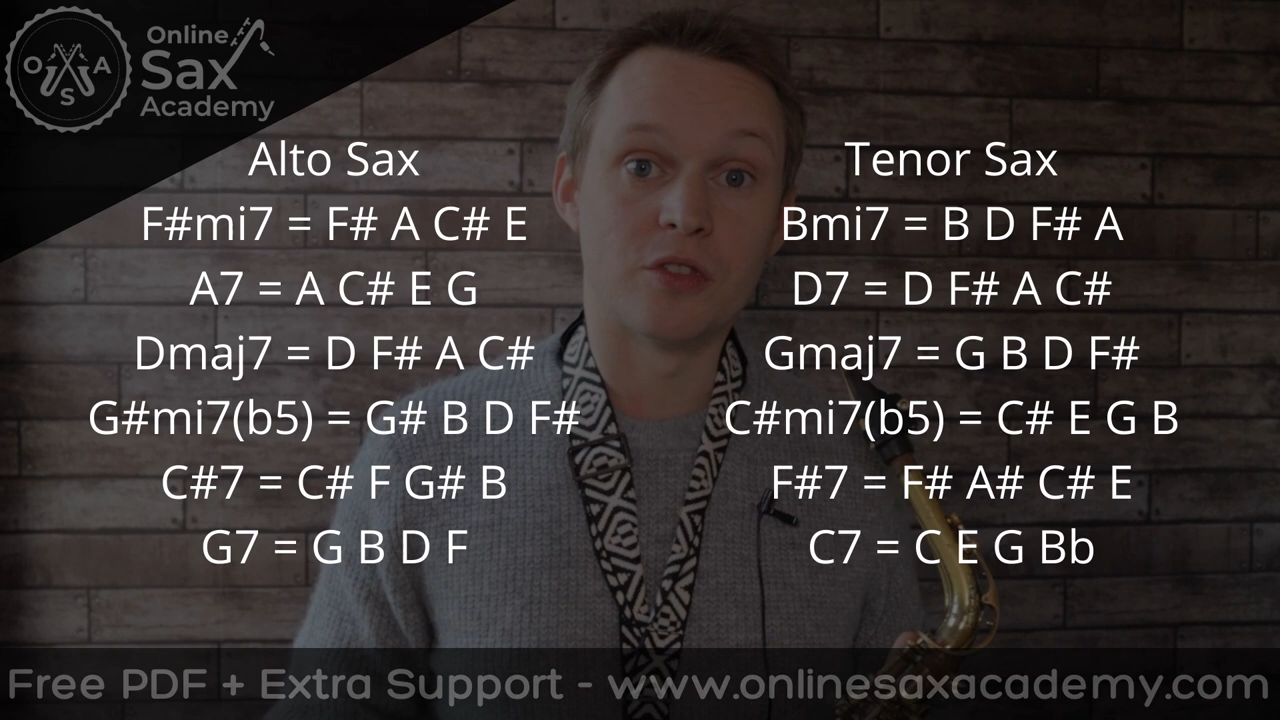 Online
Sax
Academy
O S A
Alto Sax
F#mi7 = F# A C# E
A7 = A C# E G
Dmaj7 = D F# A C#
G#mi7(b5) = G# B D F#
C#7 = C# F G# B
G7 = G B D F
Tenor Sax
Bmi7 = B D F# A
D7 = D F# A C#
Gmaj7 = G B D F#
C#mi7(b5) = C# E G B
F#7 = F# A# C# E
C7 = C E G Bb
Free PDF + Extra Support - www.onlinesaxacademy.com